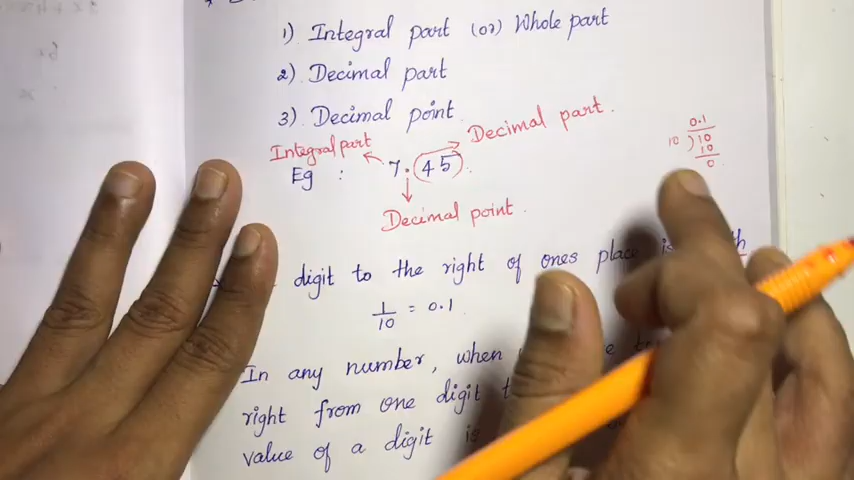 1) Integral part (or) Whole part
2) Decimal part
3) Decimal point
Integral part
Decimal part.
Eg : 7.45.
Decimal point.
0.1
10 ) 10
10
0
digit to the right of ones place is
1/10 = 0.1
In any number, when
right from one digit
value of a digit is